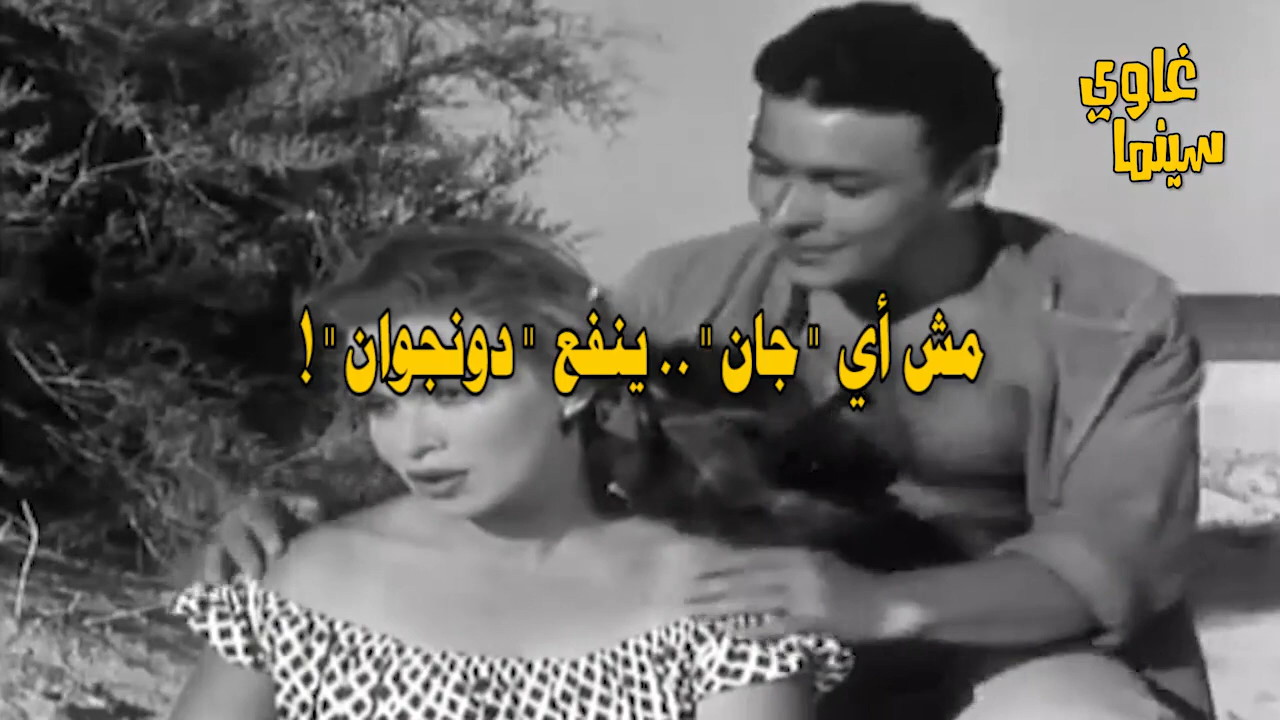 غاوي
سينما
مش أي "جان".. ينفع "دونجوان"!